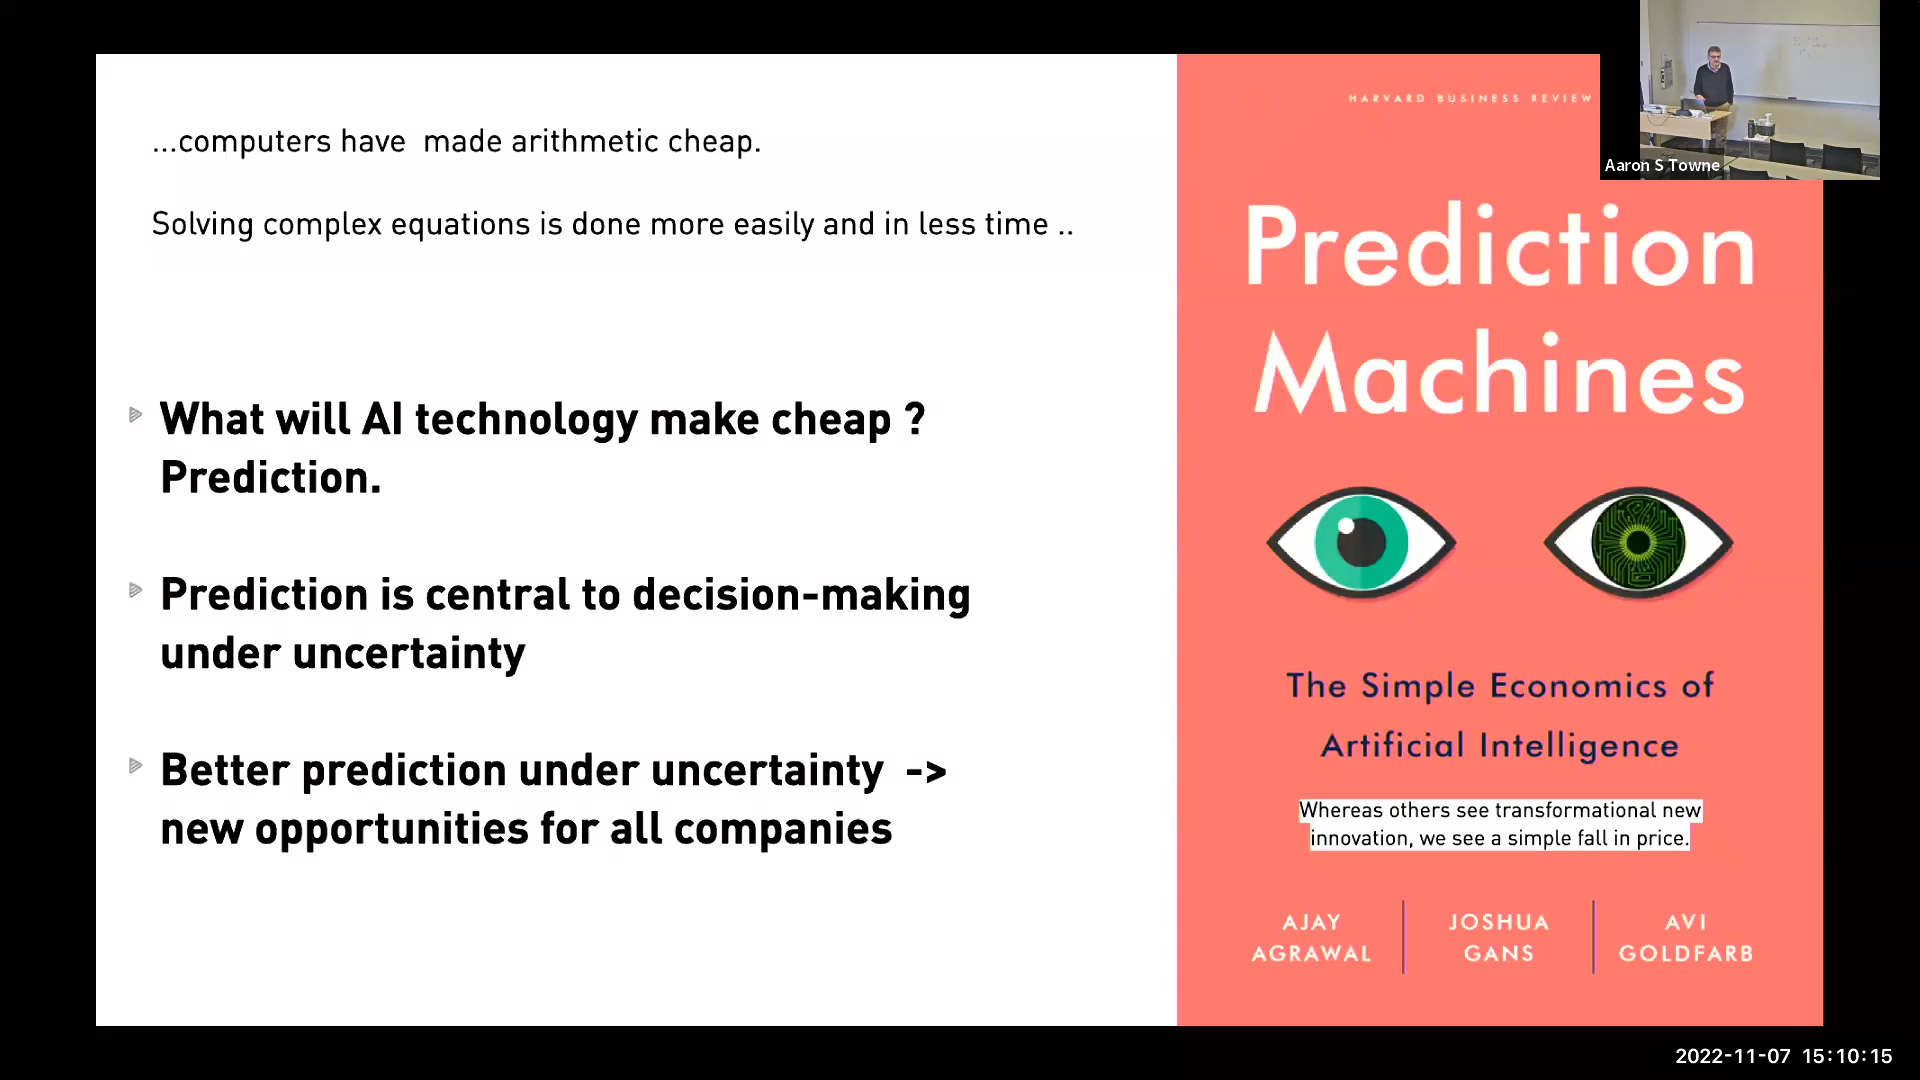 ...computers have  made arithmetic cheap.
Solving complex equations is done more easily and in less time ..
What will AI technology make cheap ?
Prediction.
Prediction is central to decision-making
under uncertainty
Better prediction under uncertainty  ->
new opportunities for all companies
HARVARD BUSINESS REVIEW
Prediction
Machines
The Simple Economics of
Artificial Intelligence
Whereas others see transformational new
innovation, we see a simple fall in price.
AJAY
AGRAWAL
JOSHUA
GANS
AVI
GOLDFARB
Aaron S Towne
2022-11-07 15:10:15